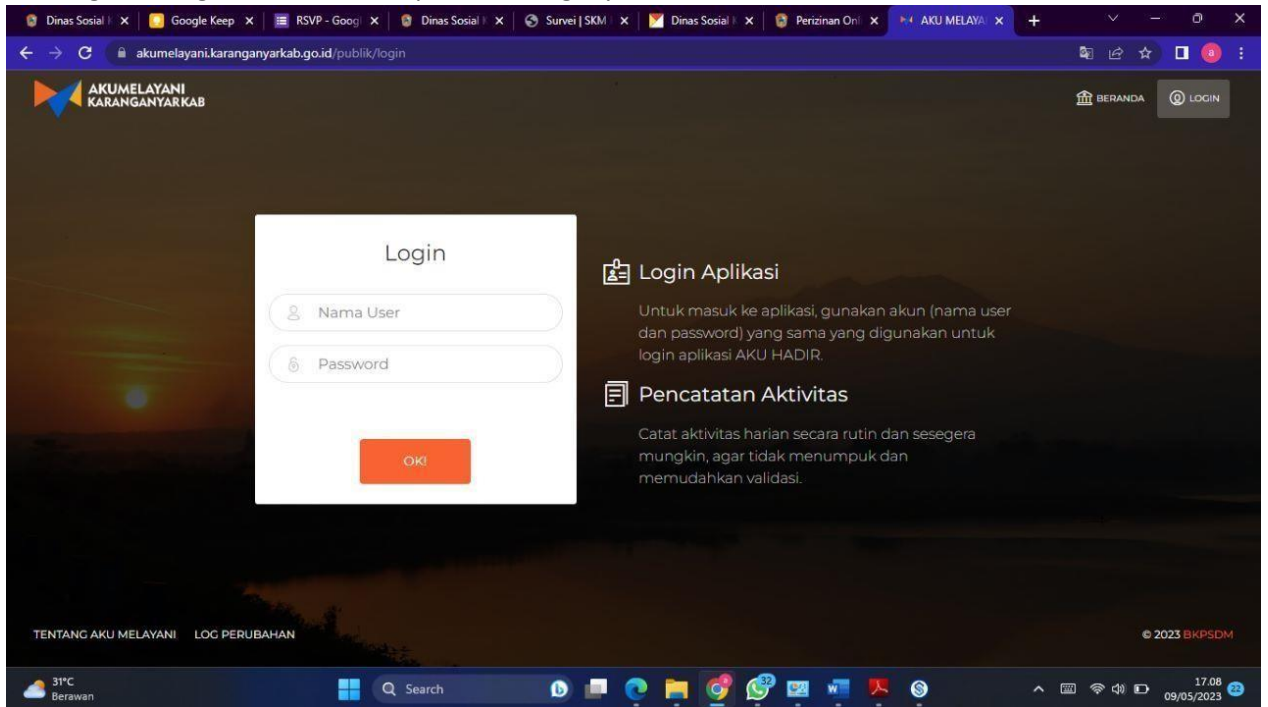 Dinas Sosial
Google Keep
RSVP - Googl
Dinas Sosial
Survei | SKM
Dinas Sosial
Perizinan Onl
AKU MELAYA
akumelayani.karanganyarkab.go.id/publik/login
AKUMELAYANI
KARANGANYARKAB
BERANDA
LOGIN
Login
Nama User
Password
OK!
Login Aplikasi
Untuk masuk ke aplikasi, gunakan akun (nama user
dan password) yang sama yang digunakan untuk
login aplikasi AKU HADIR.
Pencatatan Aktivitas
Catat aktivitas harian secara rutin dan sesegera
mungkin, agar tidak menumpuk dan
memudahkan validasi.
TENTANG AKU MELAYANI LOG PERUBAHAN
© 2023 BKPSDM
31°C
Berawan
Search
32
17.08
09/05/2023
22